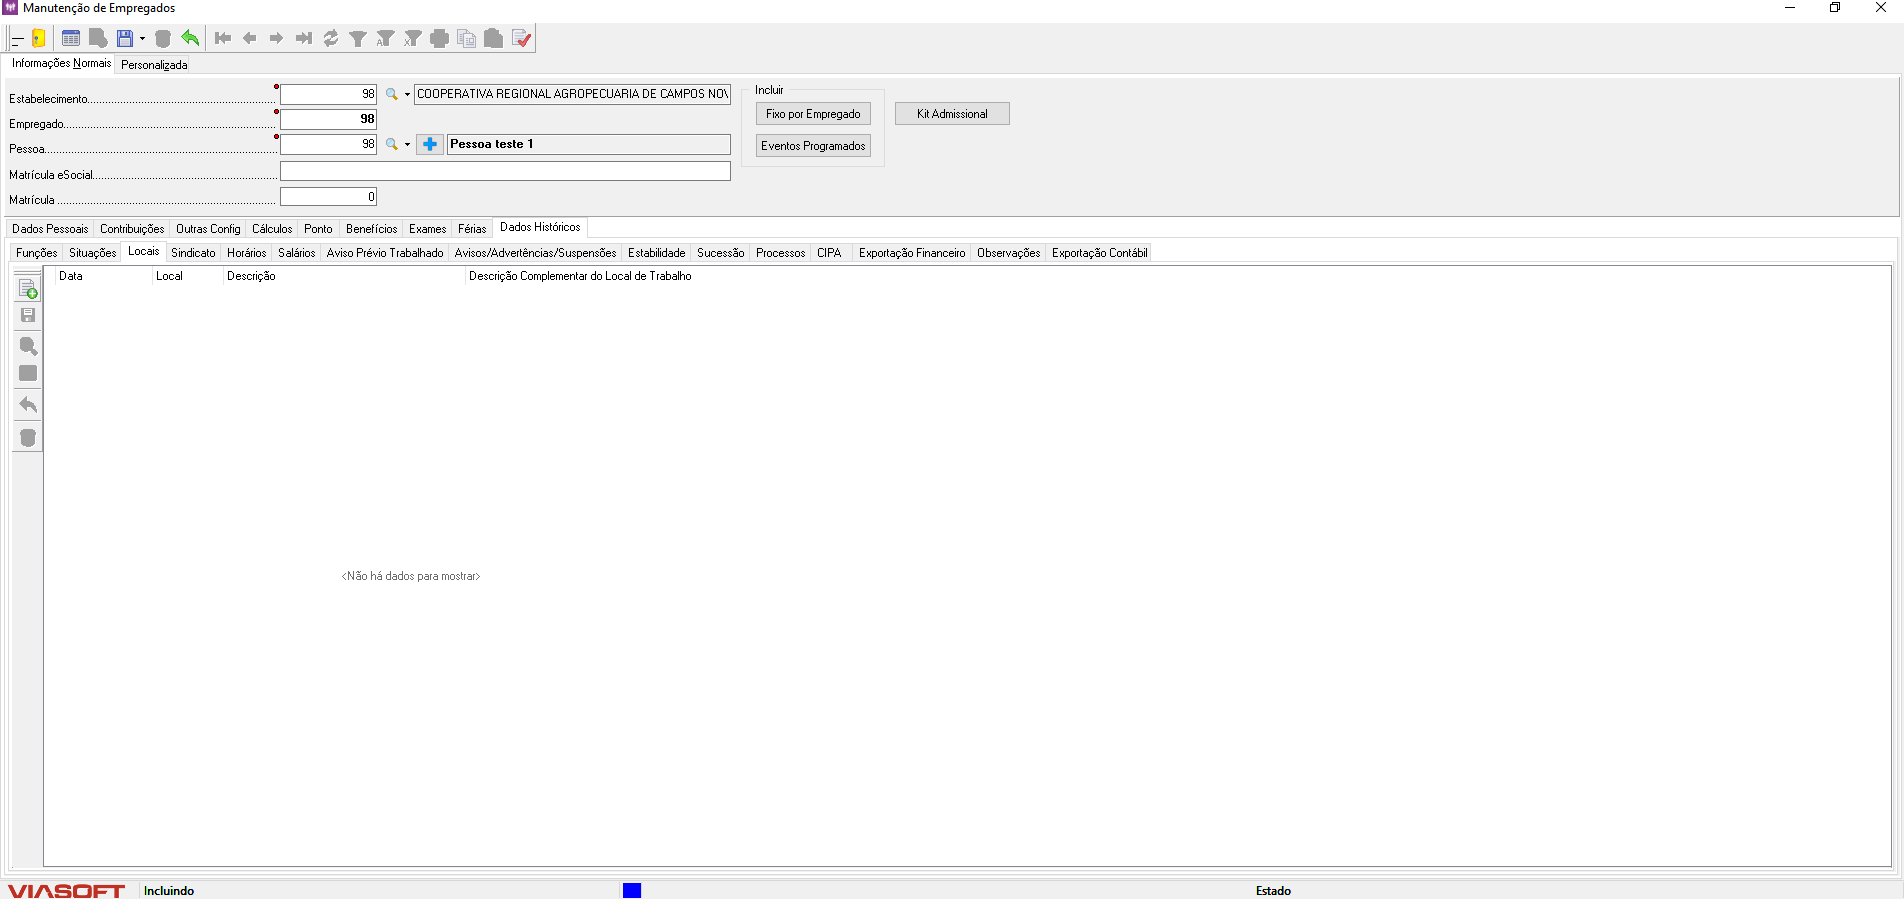 Manutenção de Empregados
Informações Normais Personalizada
Estabelecimento 98 COOPERATIVA REGIONAL AGROPECUARIA DE CAMPOS NOV
Empregado 98
Pessoa 98 Pessoa teste 1
Matrícula eSocial
Matrícula 0
Incluir
Fixo por Empregado
Eventos Programados
Kit Admissional
Dados Pessoais Contribuições Outras Config Cálculos Ponto Benefícios Exames Férias Dados Históricos
Funções Situações Locais Sindicato Horários Salários Aviso Prévio Trabalhado Avisos/Advertências/Suspensões Estabilidade Sucessão Processos CIPA Exportação Financeiro Observações Exportação Contábil
Data Local Descrição Descrição Complementar do Local de Trabalho
<Não há dados para mostrar>
VIASOFT Incluindo Estado